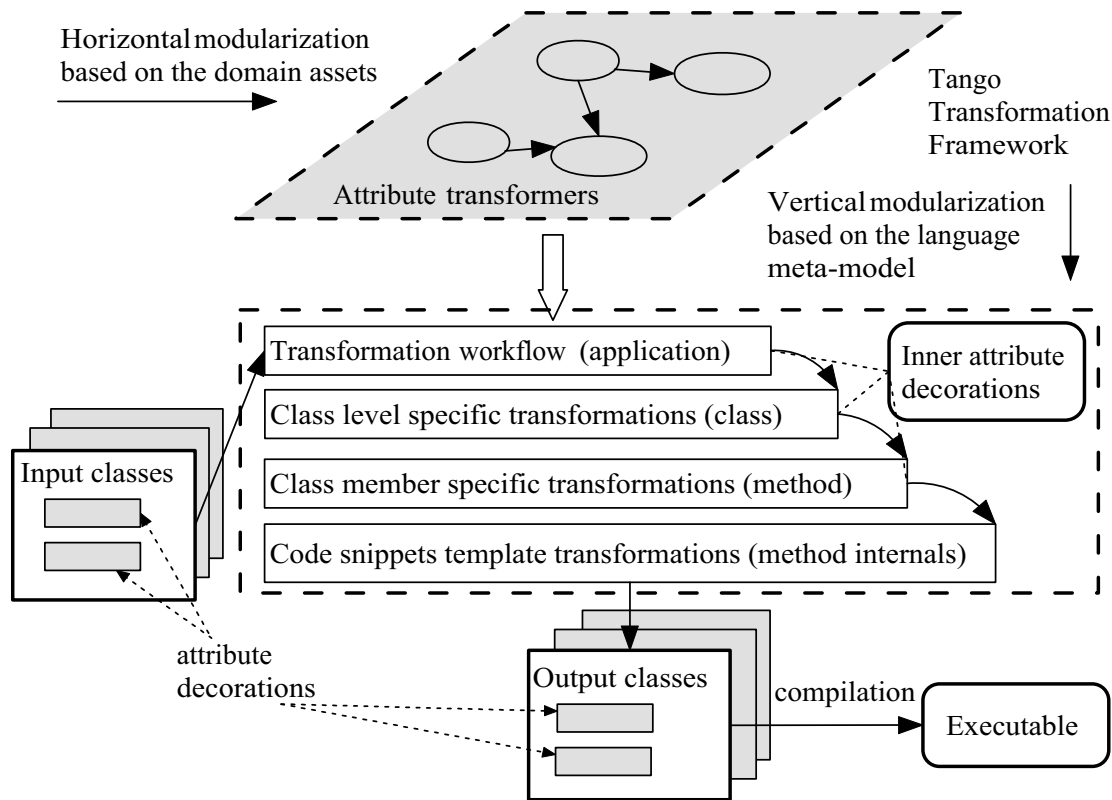 Horizontal modularization
based on the domain assets
Tango
Transformation
Framework
Attribute transformers
Vertical modularization
based on the language
meta-model
Transformation workflow (application)
Inner attribute
decorations
Class level specific transformations (class)
Input classes
Class member specific transformations (method)
Code snippets template transformations (method internals)
attribute
decorations
Output classes
compilation
Executable